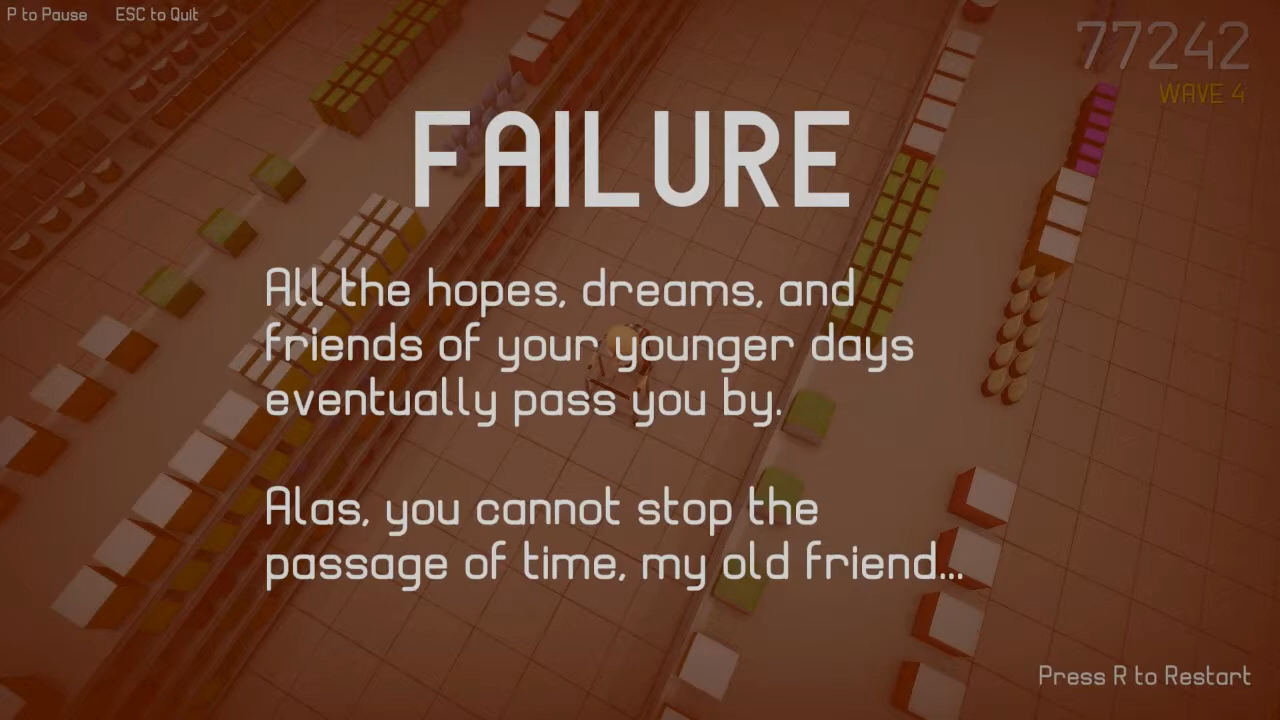 P to Pause ESC to Quit
77242
WAVE 4
FAILURE
All the hopes, dreams, and
friends of your younger days
eventually pass you by.
Alas, you cannot stop the
passage of time, my old friend...
Press R to Restart